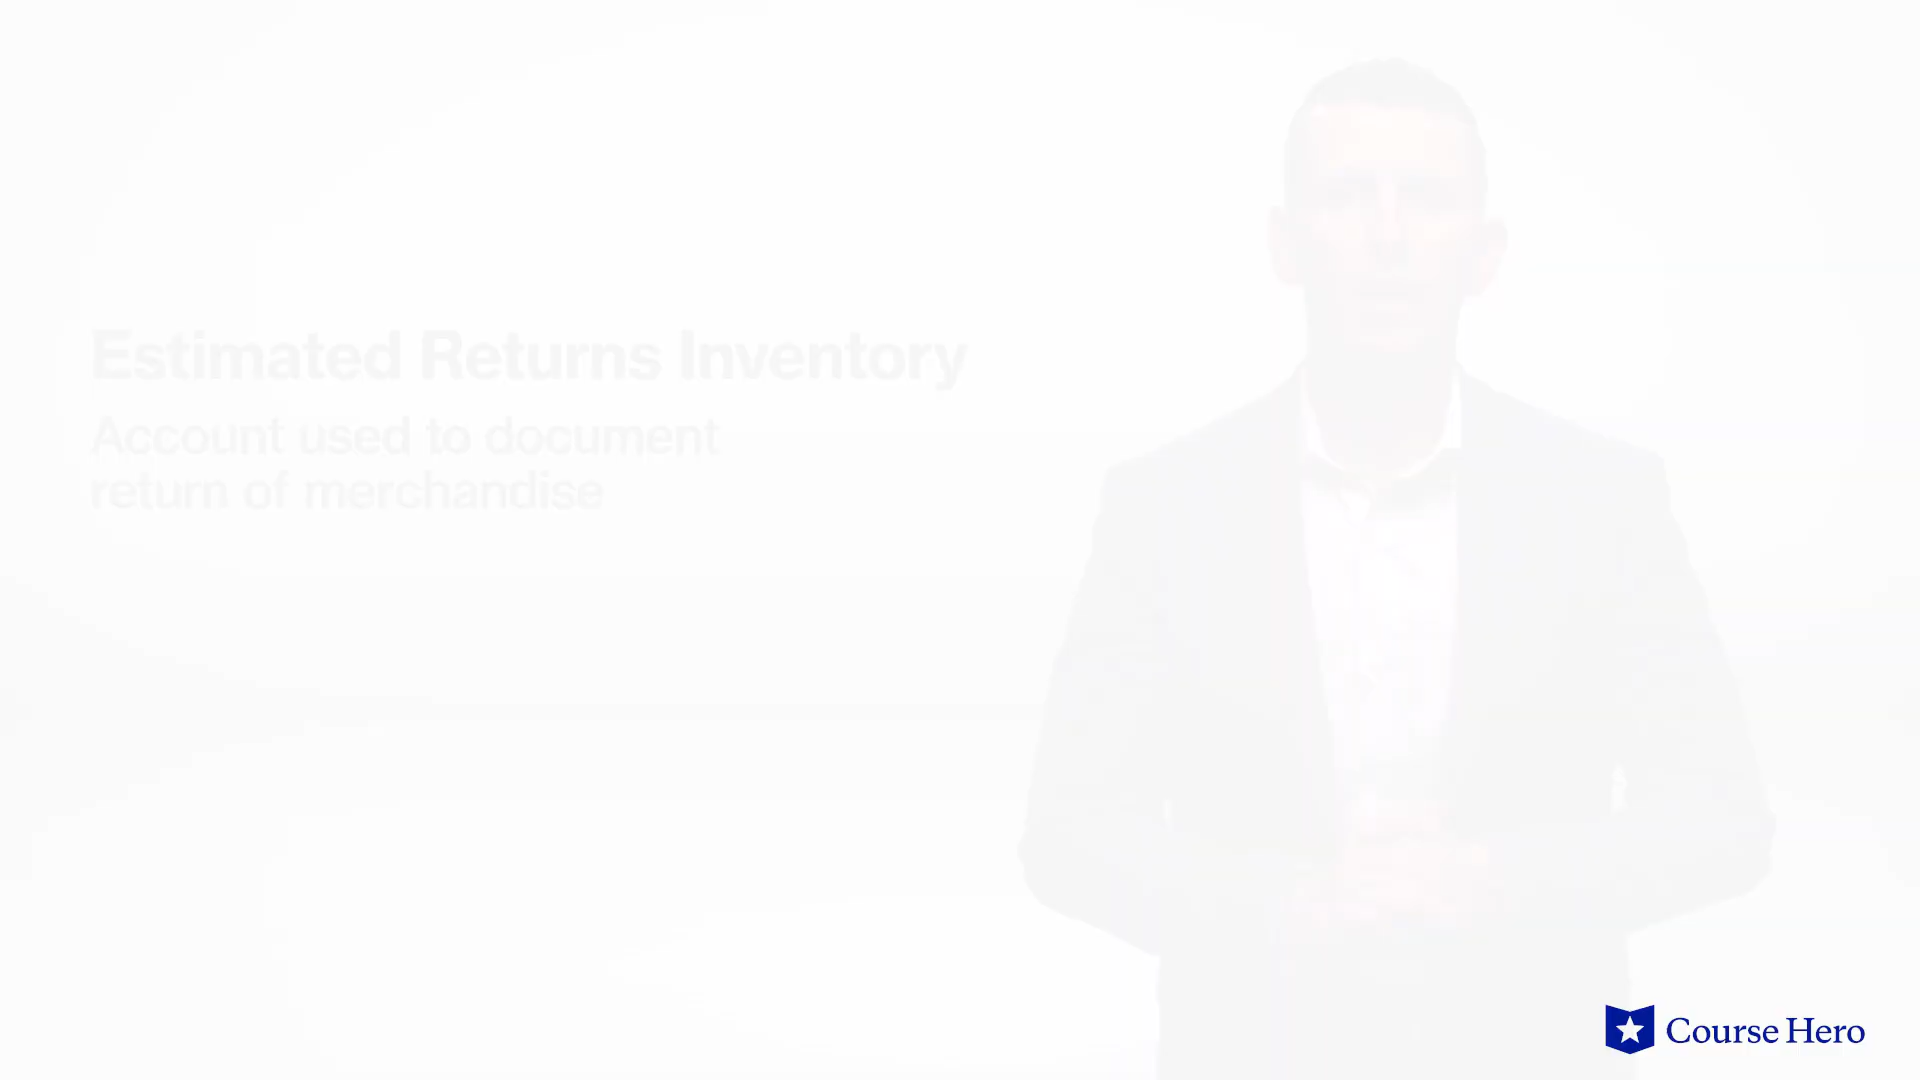 Estimated Returns Inventory
Account used to document
return of merchandise
Course Hero